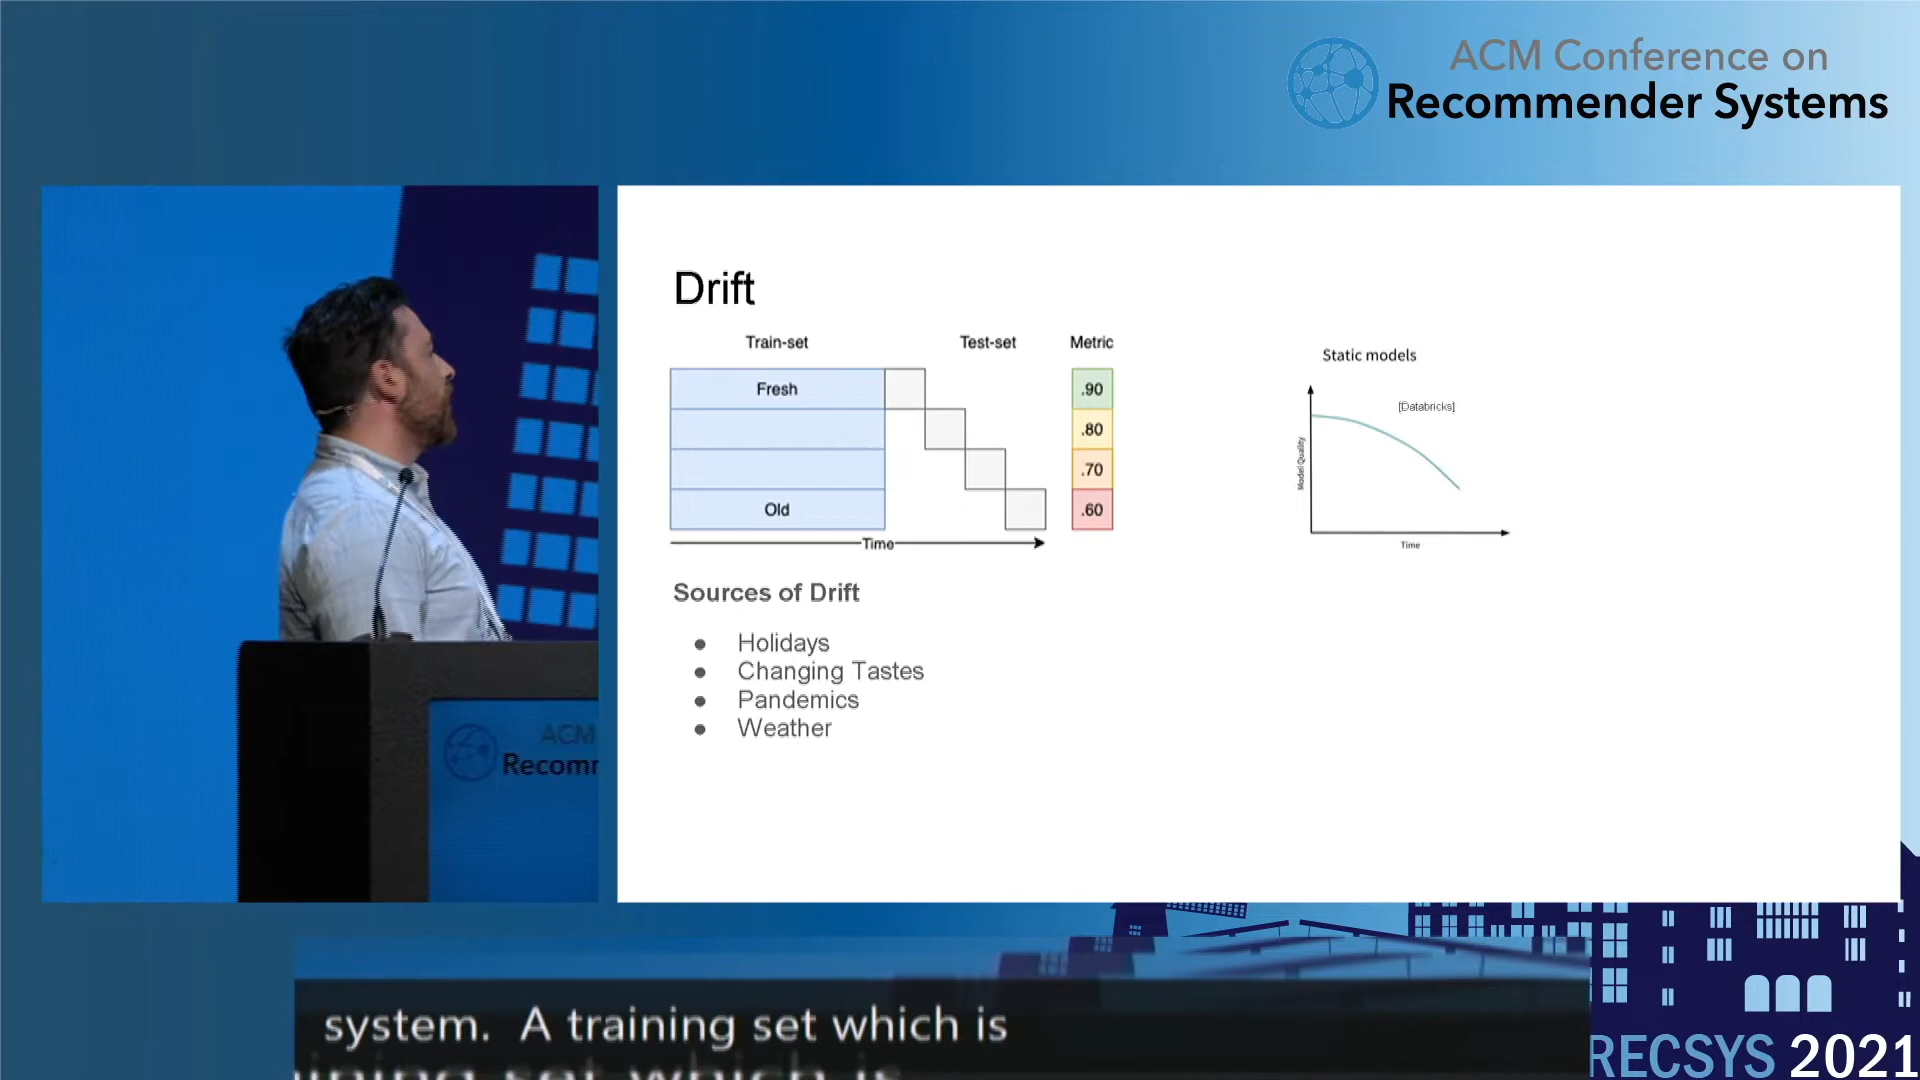 ACM Conference on
Recommender Systems
Drift
Train-set
Test-set
Metric
Fresh
Old
.90
.80
.70
.60
Time
Static models
[Databricks]
Model Quality
Time
Sources of Drift
● Holidays
● Changing Tastes
● Pandemics
● Weather
ACM
Recomm
system. A training set which is
RECSYS 2021